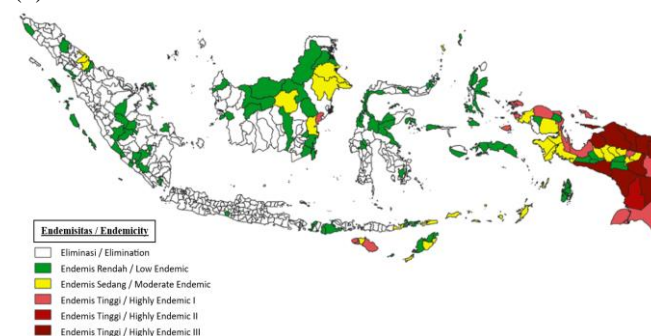 Endemisitas / Endemicity
Eliminasi / Elimination
Endemis Rendah / Low Endemic
Endemis Sedang / Moderate Endemic
Endemis Tinggi / Highly Endemic I
Endemis Tinggi / Highly Endemic II
Endemis Tinggi / Highly Endemic III